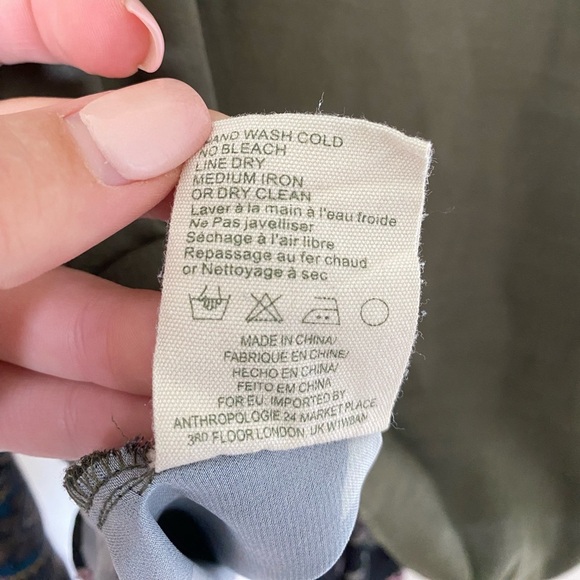 HAND WASH COLD
NO BLEACH
LINE DRY
MEDIUM IRON
OR DRY CLEAN
Laver à la main à l'eau froide
Ne Pas javelliser
Séchage à l'air libre
Repassage au fer chaud
or Nettoyage à sec
MADE IN CHINA/
FABRIQUE EN CHINE/
HECHO EN CHINA/
FEITO EM CHINA
FOR EU: IMPORTED BY
ANTHROPOLOGIE 24 MARKET PLACE,
3RD FLOOR LONDON UK W1W8AN